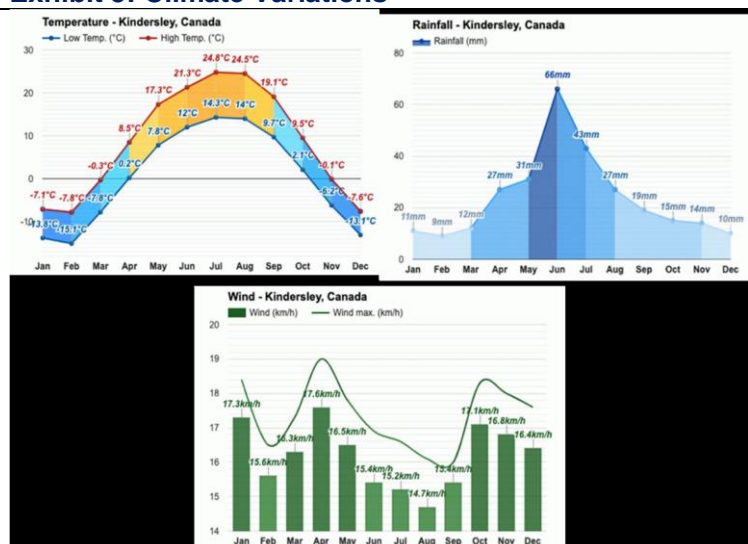 Temperature - Kindersley, Canada
Low Temp. (°C) High Temp. (°C)
30
20
10
0
-10
-7.1°C -7.8°C -0.3°C 8.5°C 17.3°C 21.3°C 24.8°C 24.5°C 19.1°C 9.5°C -0.1°C -7.6°C
-13.8°C -15.1°C -7.8°C 0.2°C 7.8°C 12°C 14.3°C 14°C 9.7°C 2.1°C -6.2°C -13.1°C
Jan Feb Mar Apr May Jun Jul Aug Sep Oct Nov Dec
Rainfall - Kindersley, Canada
Rainfall (mm)
80
60
40
20
0
11mm 9mm 12mm 27mm 31mm 66mm 43mm 27mm 19mm 15mm 14mm 10mm
Jan Feb Mar Apr May Jun Jul Aug Sep Oct Nov Dec
Wind - Kindersley, Canada
Wind (km/h) Wind max. (km/h)
20
19
18
17
16
15
14
17.3km/h 15.6km/h 16.3km/h 17.6km/h 16.5km/h 15.4km/h 15.2km/h 14.7km/h 15.4km/h 17.1km/h 16.8km/h 16.4km/h
Jan Feb Mar Apr May Jun Jul Aug Sep Oct Nov Dec